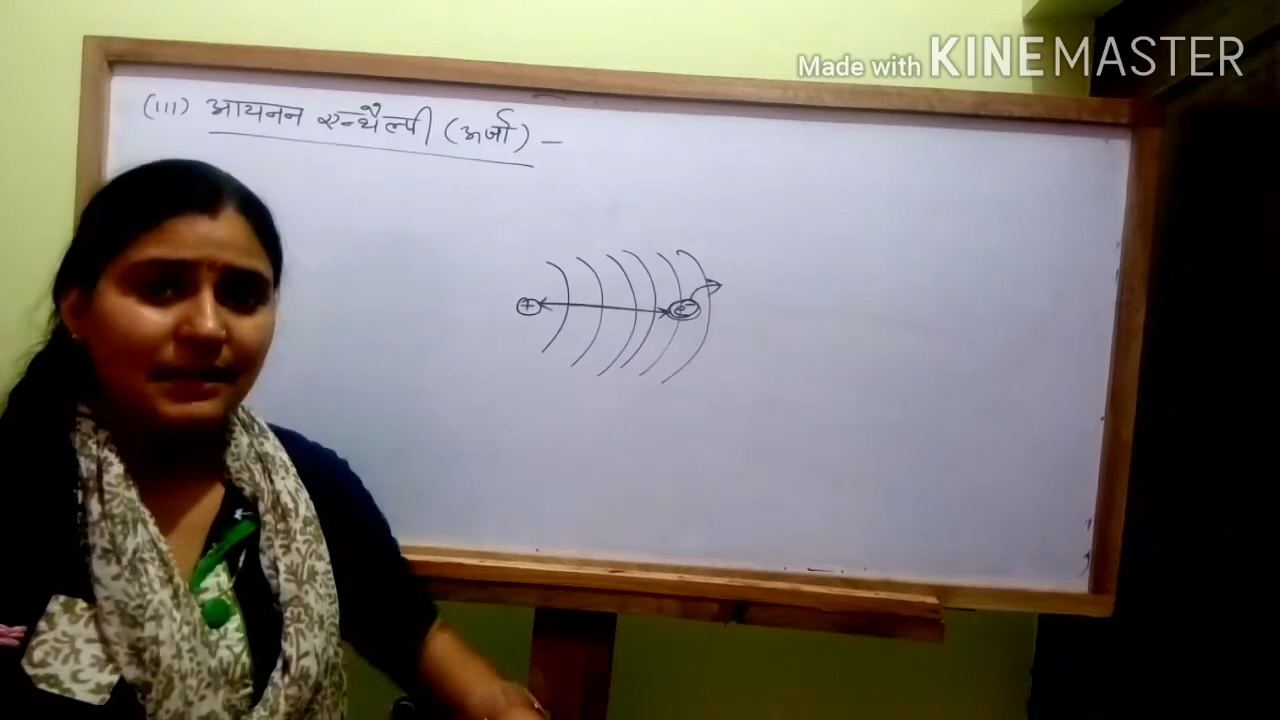 Made with KINEMASTER
(iii) आयनन एन्थैल्पी (ऊर्जा) –
+ e⁻